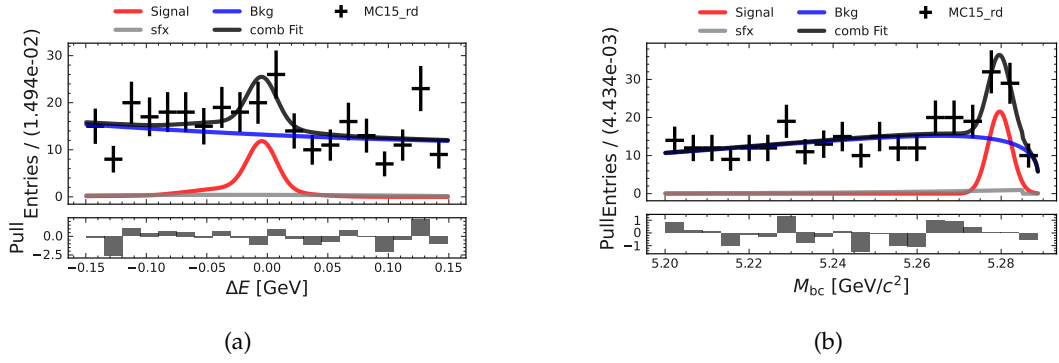 Signal Bkg MC15_rd
sfx comb Fit
Entries / (1.494e-02)
30
20
10
0
Pull
0.0
−2.5
−0.15 −0.10 −0.05 0.00 0.05 0.10 0.15
ΔE [GeV]
(a)
Signal Bkg MC15_rd
sfx comb Fit
Entries / (4.434e-03)
30
20
10
0
Pull
1
0
−1
5.20 5.22 5.24 5.26 5.28
M_bc [GeV/c²]
(b)